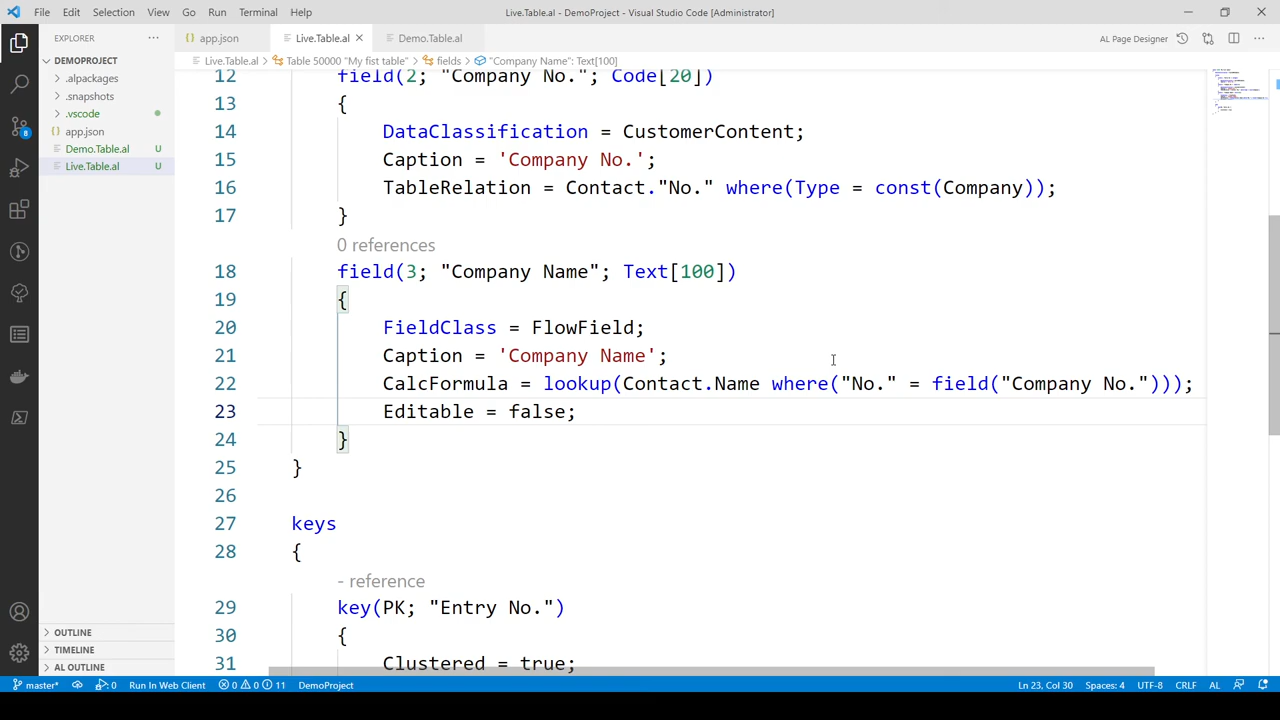 File Edit Selection View Go Run Terminal Help
Live.Table.al - DemoProject - Visual Studio Code [Administrator]
EXPLORER
app.json
Live.Table.al
Demo.Table.al
AL Page Designer
DEMOPROJECT
.alpackages
.snapshots
.vscode
app.json
Demo.Table.al U
Live.Table.al U
OUTLINE
TIMELINE
AL OUTLINE
8
Live.Table.al > Table 50000 "My fist table" > fields > "Company Name": Text[100]
12 field(2; "Company No."; Code[20])
13 {
14 DataClassification = CustomerContent;
15 Caption = 'Company No.';
16 TableRelation = Contact."No." where(Type = const(Company));
17 }
0 references
18 field(3; "Company Name"; Text[100])
19 {
20 FieldClass = FlowField;
21 Caption = 'Company Name';
22 CalcFormula = lookup(Contact.Name where("No." = field("Company No.")));
23 Editable = false;
24 }
25 }
26
27 keys
28 {
- reference
29 key(PK; "Entry No.")
30 {
31 Clustered = true;
master* 0 Run In Web Client 0 0 11 DemoProject
Ln 23, Col 30 Spaces: 4 UTF-8 CRLF AL